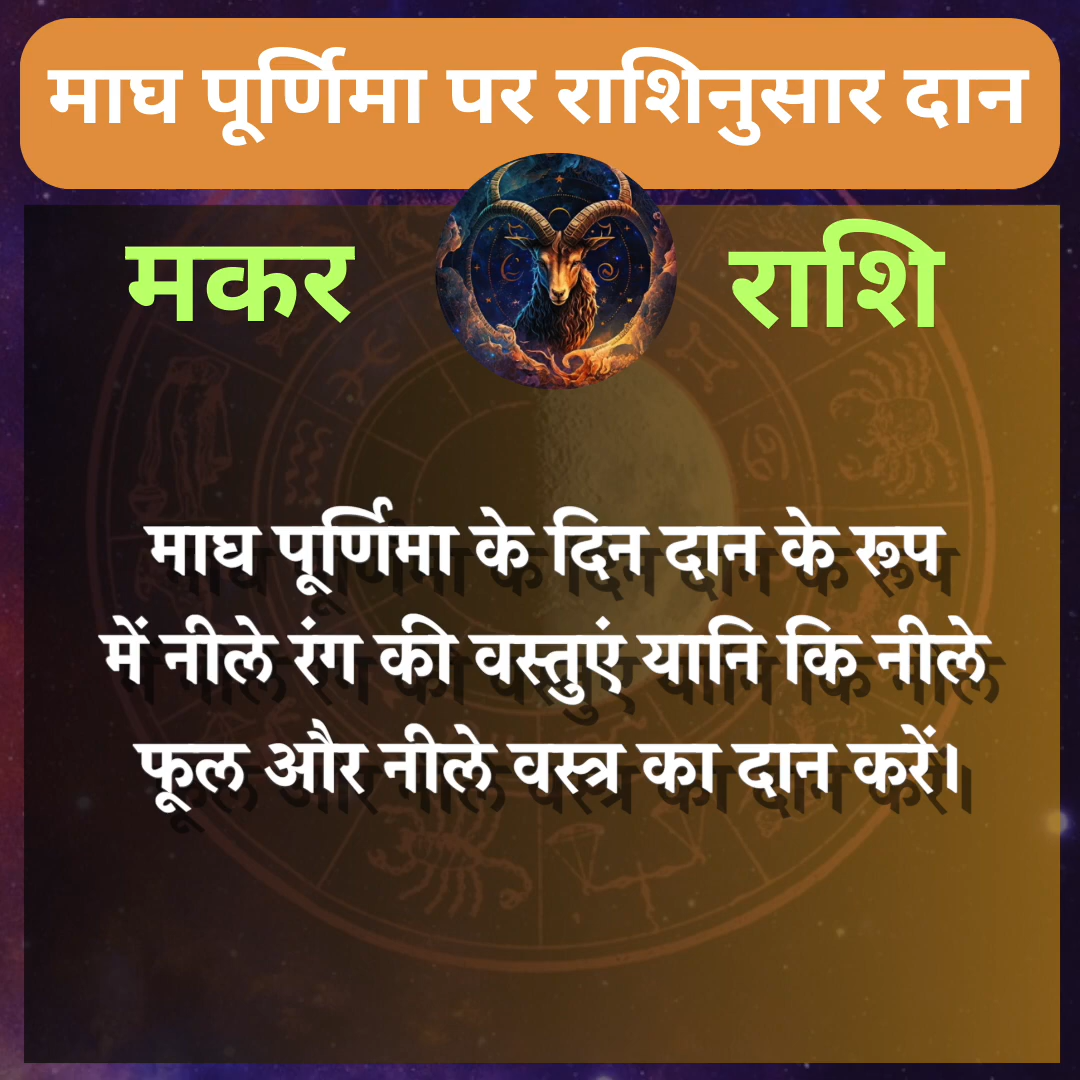 माघ पूर्णिमा पर राशिनुसार दान
मकर राशि
माघ पूर्णिमा के दिन दान के रूप
में नीले रंग की वस्तुएं यानि कि नीले
फूल और नीले वस्त्र का दान करें।